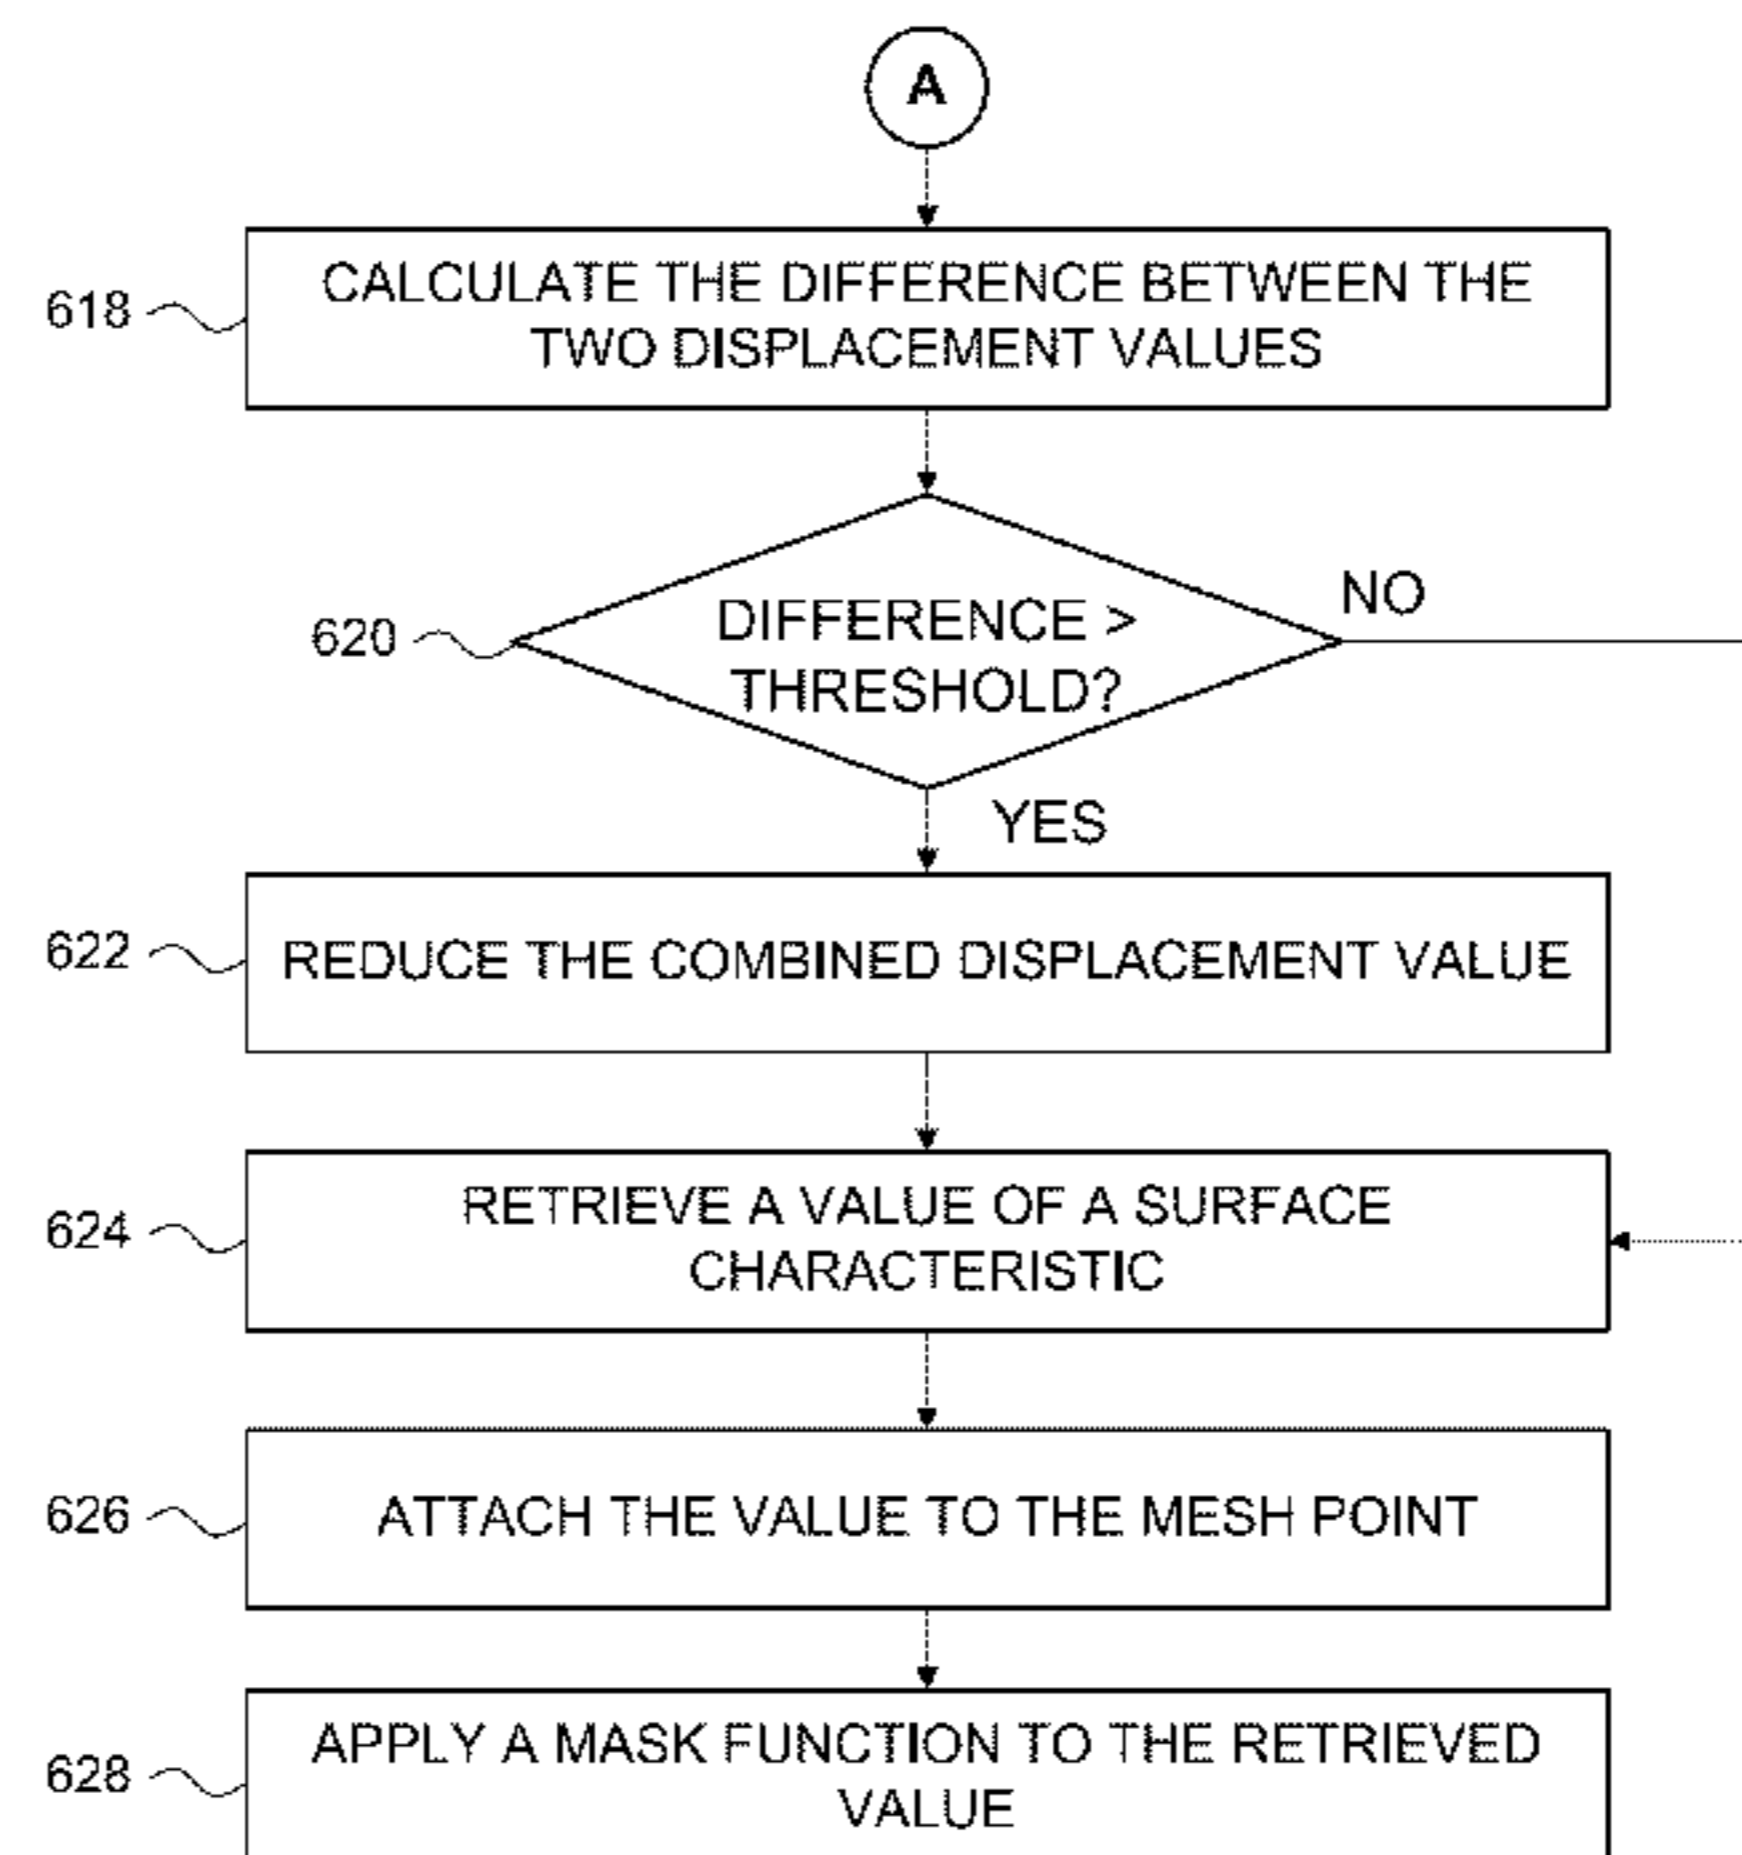 A
618
CALCULATE THE DIFFERENCE BETWEEN THE
TWO DISPLACEMENT VALUES
620
DIFFERENCE >
THRESHOLD?
NO
YES
622
REDUCE THE COMBINED DISPLACEMENT VALUE
624
RETRIEVE A VALUE OF A SURFACE
CHARACTERISTIC
626
ATTACH THE VALUE TO THE MESH POINT
628
APPLY A MASK FUNCTION TO THE RETRIEVED
VALUE